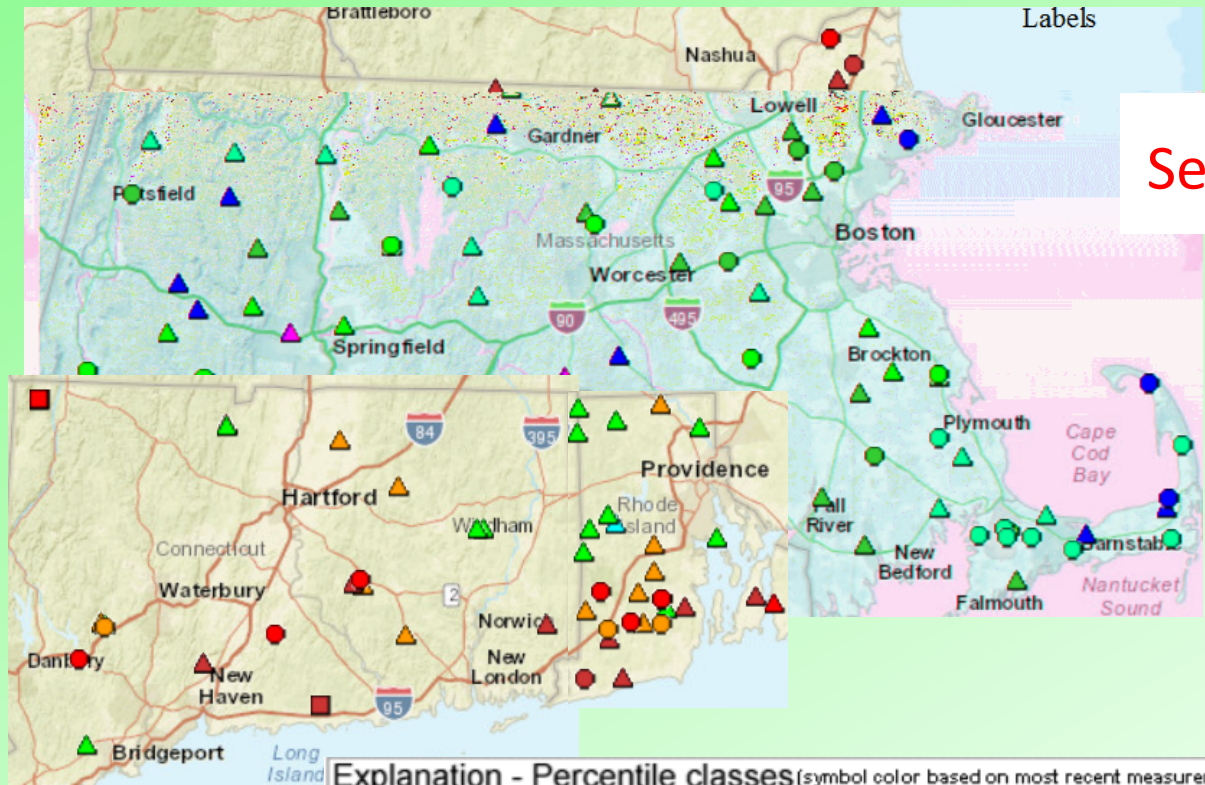 Brattleboro
Labels
Nashua
Lowell
Gloucester
Gardner
Se
Pittsfield
95
Boston
Massachusetts
Worcester
90
495
Springfield
Brockton
84
395
Plymouth
Cape
Cod
Bay
Providence
Hartford
Rhode
Island
Windham
Fall
River
Connecticut
New
Bedford
Barnstable
Waterbury
2
Falmouth
Nantucket
Sound
Norwich
Danbury
New
London
New
Haven
95
Bridgeport
Long
Island
Explanation - Percentile classes (symbol color based on most recent measurem